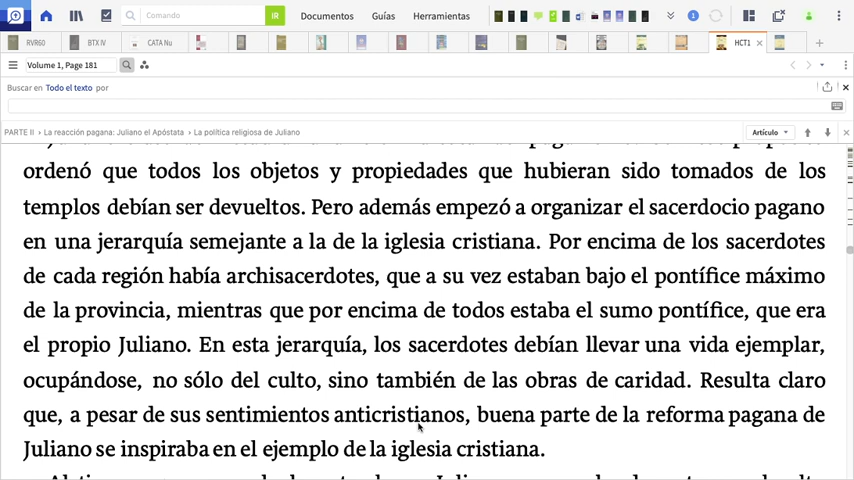 Comando
IR
Documentos
Guías
Herramientas
1
RVR60
BTX IV
CATA Nu
HCT1
Volume 1, Page 181
Buscar en Todo el texto por
PARTE II › La reacción pagana: Juliano el Apóstata › La política religiosa de Juliano
Artículo
ordenó que todos los objetos y propiedades que hubieran sido tomados de los
templos debían ser devueltos. Pero además empezó a organizar el sacerdocio pagano
en una jerarquía semejante a la de la iglesia cristiana. Por encima de los sacerdotes
de cada región había archisacerdotes, que a su vez estaban bajo el pontífice máximo
de la provincia, mientras que por encima de todos estaba el sumo pontífice, que era
el propio Juliano. En esta jerarquía, los sacerdotes debían llevar una vida ejemplar,
ocupándose, no sólo del culto, sino también de las obras de caridad. Resulta claro
que, a pesar de sus sentimientos anticristianos, buena parte de la reforma pagana de
Juliano se inspiraba en el ejemplo de la iglesia cristiana.